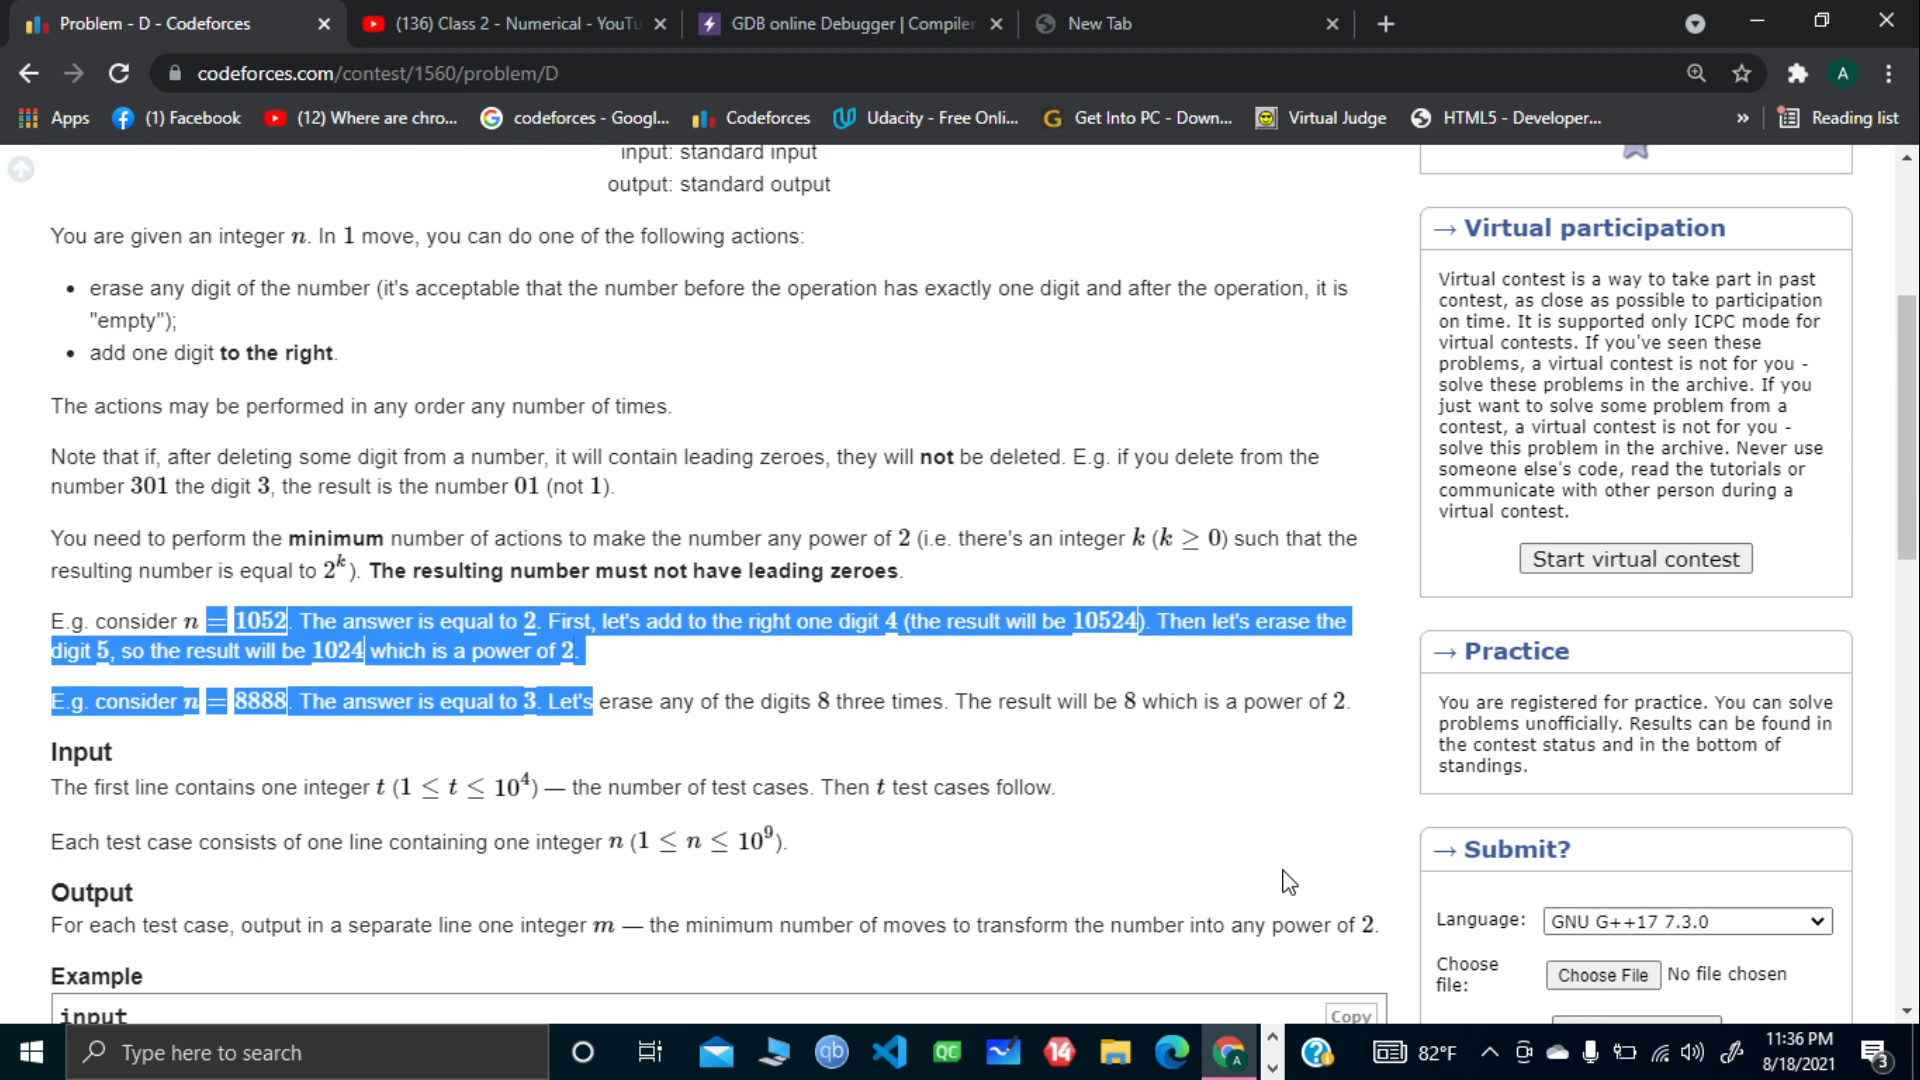 Problem - D - Codeforces
(136) Class 2 - Numerical - YouTu
GDB online Debugger | Compiler
New Tab
codeforces.com/contest/1560/problem/D
A
Apps
(1) Facebook
(12) Where are chro...
codeforces - Googl...
Codeforces
Udacity - Free Onli...
Get Into PC - Down...
Virtual Judge
HTML5 - Developer...
»
Reading list
input: standard input
output: standard output
You are given an integer n. In 1 move, you can do one of the following actions:
• erase any digit of the number (it's acceptable that the number before the operation has exactly one digit and after the operation, it is
"empty");
• add one digit to the right.
The actions may be performed in any order any number of times.
Note that if, after deleting some digit from a number, it will contain leading zeroes, they will not be deleted. E.g. if you delete from the
number 301 the digit 3, the result is the number 01 (not 1).
You need to perform the minimum number of actions to make the number any power of 2 (i.e. there's an integer k (k ≥ 0) such that the
resulting number is equal to 2^k). The resulting number must not have leading zeroes.
E.g. consider n = 1052. The answer is equal to 2. First, let's add to the right one digit 4 (the result will be 10524). Then let's erase the
digit 5, so the result will be 1024 which is a power of 2.
E.g. consider n = 8888. The answer is equal to 3. Let's erase any of the digits 8 three times. The result will be 8 which is a power of 2.
Input
The first line contains one integer t (1 ≤ t ≤ 10^4) — the number of test cases. Then t test cases follow.
Each test case consists of one line containing one integer n (1 ≤ n ≤ 10^9).
Output
For each test case, output in a separate line one integer m — the minimum number of moves to transform the number into any power of 2.
Example
input
Copy
→ Virtual participation
Virtual contest is a way to take part in past
contest, as close as possible to participation
on time. It is supported only ICPC mode for
virtual contests. If you've seen these
problems, a virtual contest is not for you -
solve these problems in the archive. If you
just want to solve some problem from a
contest, a virtual contest is not for you -
solve this problem in the archive. Never use
someone else's code, read the tutorials or
communicate with other person during a
virtual contest.
Start virtual contest
→ Practice
You are registered for practice. You can solve
problems unofficially. Results can be found in
the contest status and in the bottom of
standings.
→ Submit?
Language: GNU G++17 7.3.0
Choose
file:
Choose File No file chosen
Type here to search
qb
QC
14
A
82°F
11:36 PM
8/18/2021
3